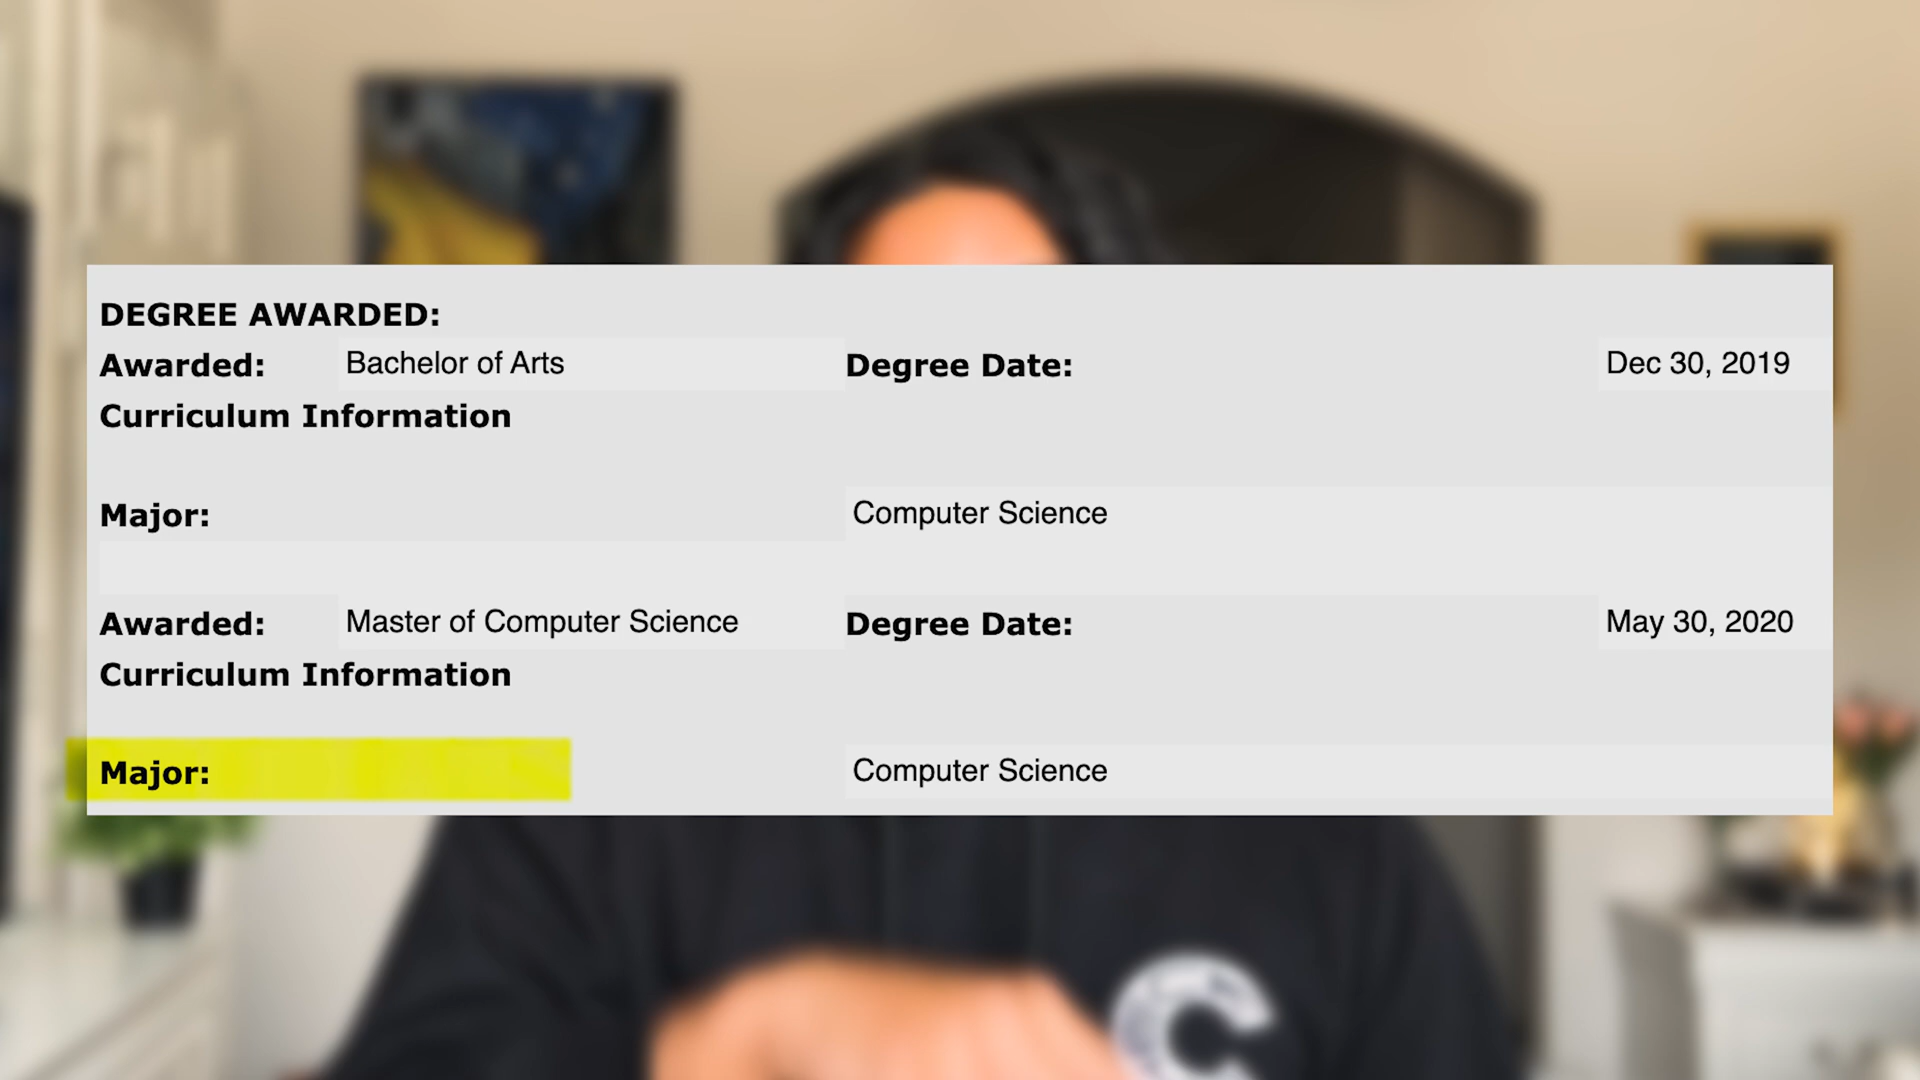 DEGREE AWARDED:
Awarded: Bachelor of Arts Degree Date: Dec 30, 2019
Curriculum Information
Major: Computer Science
Awarded: Master of Computer Science Degree Date: May 30, 2020
Curriculum Information
Major: Computer Science
C